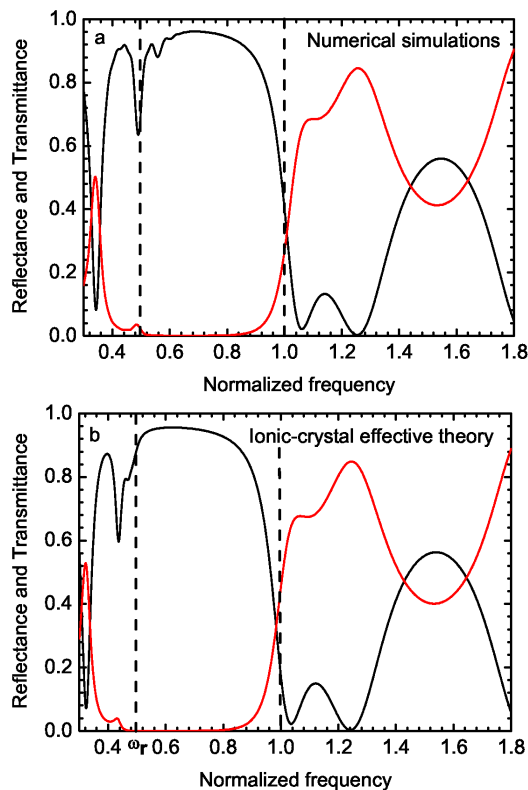 1.0
a
Numerical simulations
0.8
0.6
0.4
0.2
0.0
Reflectance and Transmittance
0.4 0.6 0.8 1.0 1.2 1.4 1.6 1.8
Normalized frequency
1.0
b
Ionic-crystal effective theory
0.8
0.6
0.4
0.2
0.0
Reflectance and Transmittance
0.4 ωr 0.6 0.8 1.0 1.2 1.4 1.6 1.8
Normalized frequency